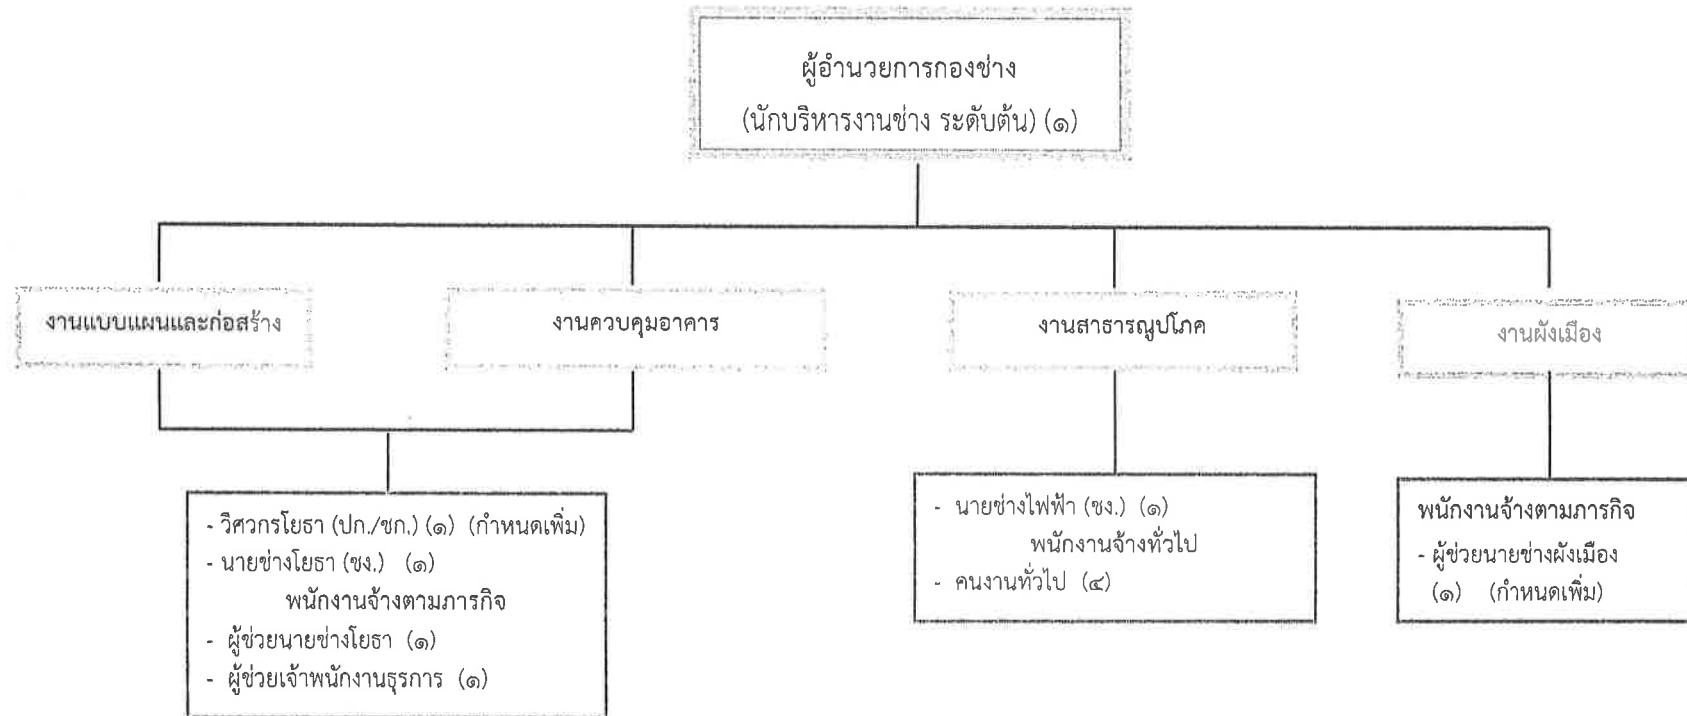 ผู้อำนวยการกองช่าง
(นักบริหารงานช่าง ระดับต้น) (๑)
งานแบบแผนและก่อสร้าง
งานควบคุมอาคาร
งานสาธารณูปโภค
งานผังเมือง
- วิศวกรโยธา (ปก./ชก.) (๑) (กำหนดเพิ่ม)
- นายช่างโยธา (ชง.) (๑)
พนักงานจ้างตามภารกิจ
- ผู้ช่วยนายช่างโยธา (๑)
- ผู้ช่วยเจ้าพนักงานธุรการ (๑)
- นายช่างไฟฟ้า (ชง.) (๑)
พนักงานจ้างทั่วไป
- คนงานทั่วไป (๔)
พนักงานจ้างตามภารกิจ
- ผู้ช่วยนายช่างผังเมือง
(๑) (กำหนดเพิ่ม)